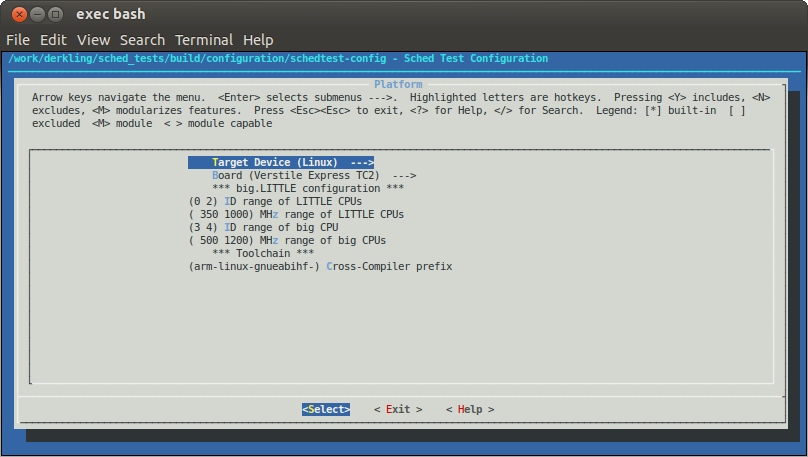 exec bash
File Edit View Search Terminal Help
/work/derkling/sched_tests/build/configuration/schedtest-config - Sched Test Configuration
Platform
Arrow keys navigate the menu. <Enter> selects submenus --->. Highlighted letters are hotkeys. Pressing <Y> includes, <N>
excludes, <M> modularizes features. Press <Esc><Esc> to exit, <?> for Help, </> for Search. Legend: [*] built-in [ ]
excluded <M> module < > module capable
Target Device (Linux) --->
Board (Verstile Express TC2) --->
*** big.LITTLE configuration ***
(0 2) ID range of LITTLE CPUs
( 350 1000) MHz range of LITTLE CPUs
(3 4) ID range of big CPU
( 500 1200) MHz range of big CPUs
*** Toolchain ***
(arm-linux-gnueabihf-) Cross-Compiler prefix
<Select> < Exit > < Help >